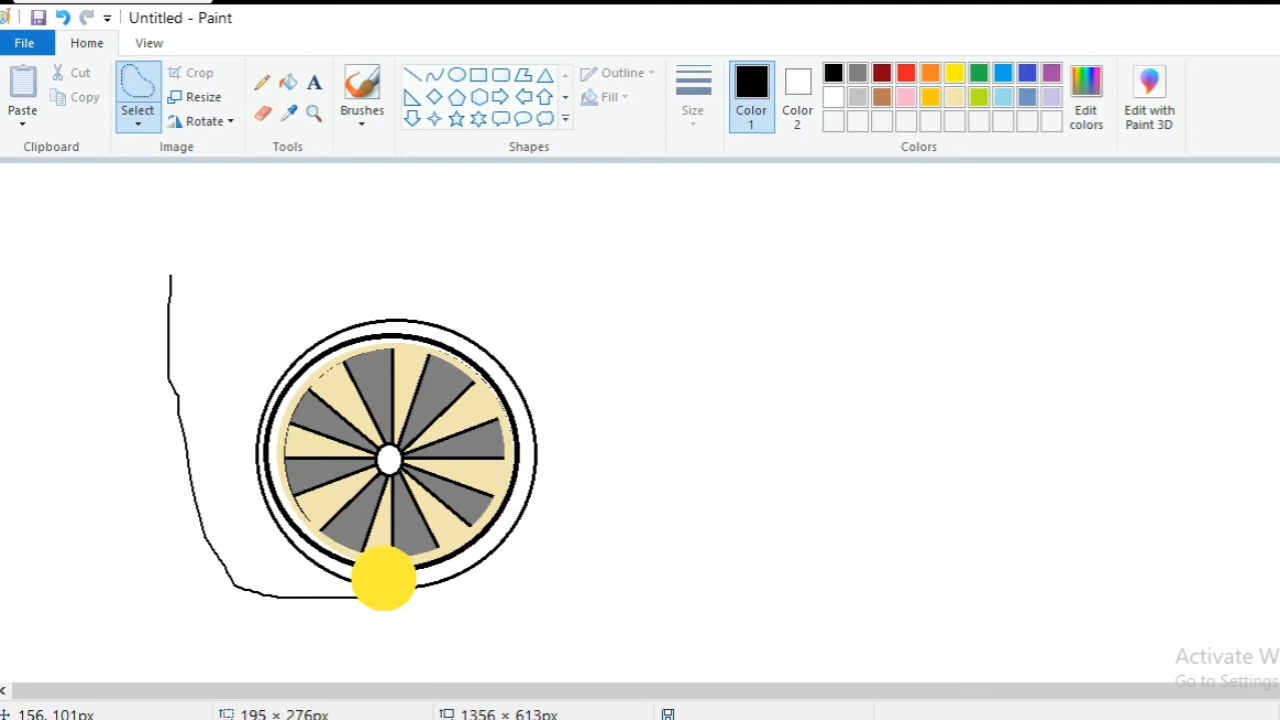 Untitled - Paint
File Home View
Cut Crop Outline
Copy Resize Fill
Paste Select Rotate Brushes Size Color 1 Color 2 Edit colors Edit with Paint 3D
Clipboard Image Tools Shapes Colors
Activate W
Go to Settings
156, 101px 195 × 276px 1356 × 613px